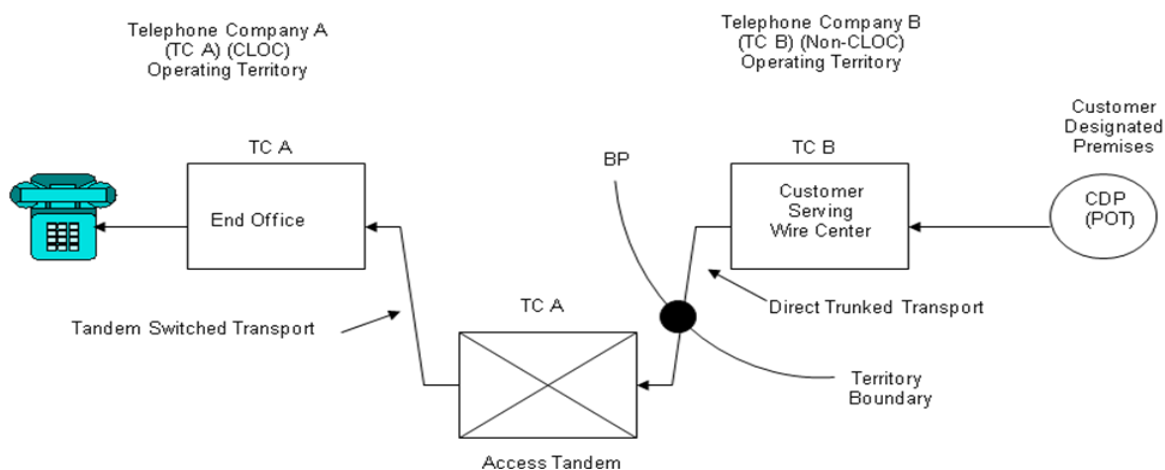 Telephone Company A
(TC A) (CLOC)
Operating Territory
Telephone Company B
(TC B) (Non-CLOC)
Operating Territory
Customer
Designated
Premises
TC A
BP
TC B
End Office
Customer
Serving
Wire Center
CDP
(POT)
Tandem Switched Transport
TC A
Direct Trunked Transport
Territory
Boundary
Access Tandem